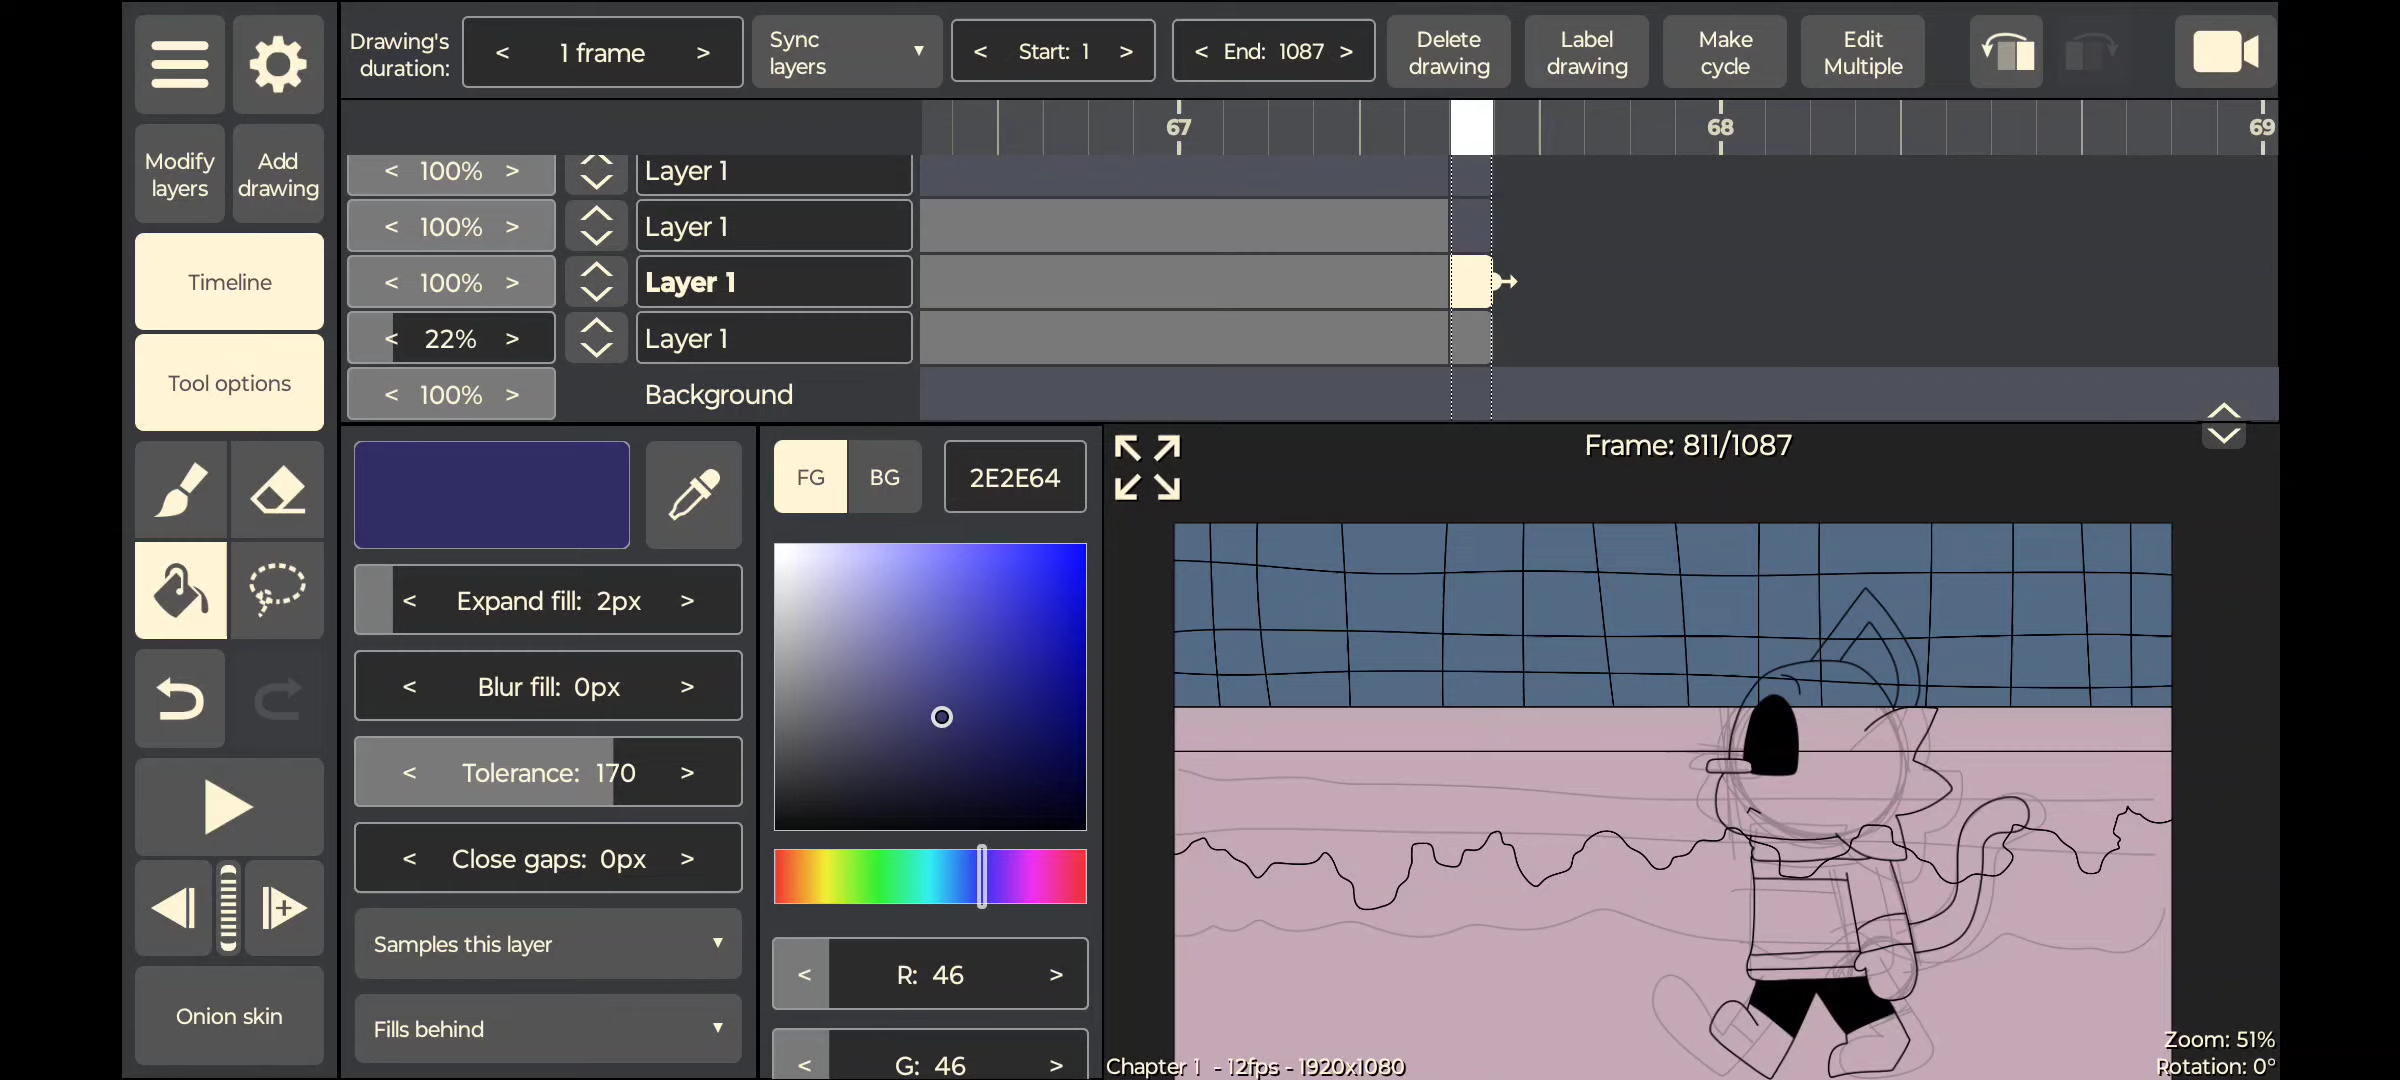 Drawing's
duration:
< 1 frame >
Sync
layers
< Start: 1 >
< End: 1087 >
Delete
drawing
Label
drawing
Make
cycle
Edit
Multiple
Modify
layers
Add
drawing
67
68
69
< 100% >
Layer 1
< 100% >
Layer 1
< 100% >
Layer 1
< 22% >
Layer 1
< 100% >
Background
Timeline
Tool options
FG
BG
2E2E64
Frame: 811/1087
< Expand fill: 2px >
< Blur fill: 0px >
< Tolerance: 170 >
< Close gaps: 0px >
Samples this layer
Fills behind
< R: 46 >
< G: 46 >
Onion skin
Chapter 1 - 12fps - 1920x1080
Zoom: 51%
Rotation: 0°